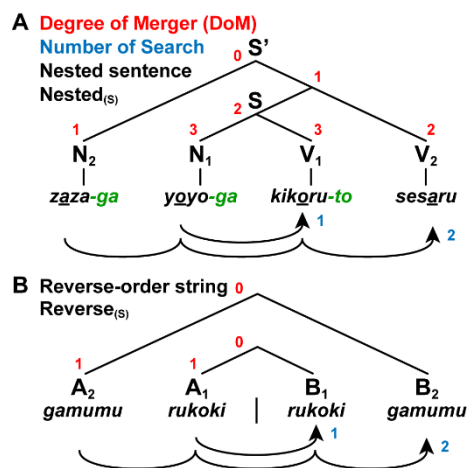 A Degree of Merger (DoM)
Number of Search
Nested sentence
Nested(S)
0 S’
1
2 S
1 3 3 2
N2 N1 V1 V2
zaza-ga yoyo-ga kikoru-to sesaru
1
2
B Reverse-order string
Reverse(S)
0
0
1 1
A2 A1 B1 B2
gamumu rukoki | rukoki gamumu
1
2